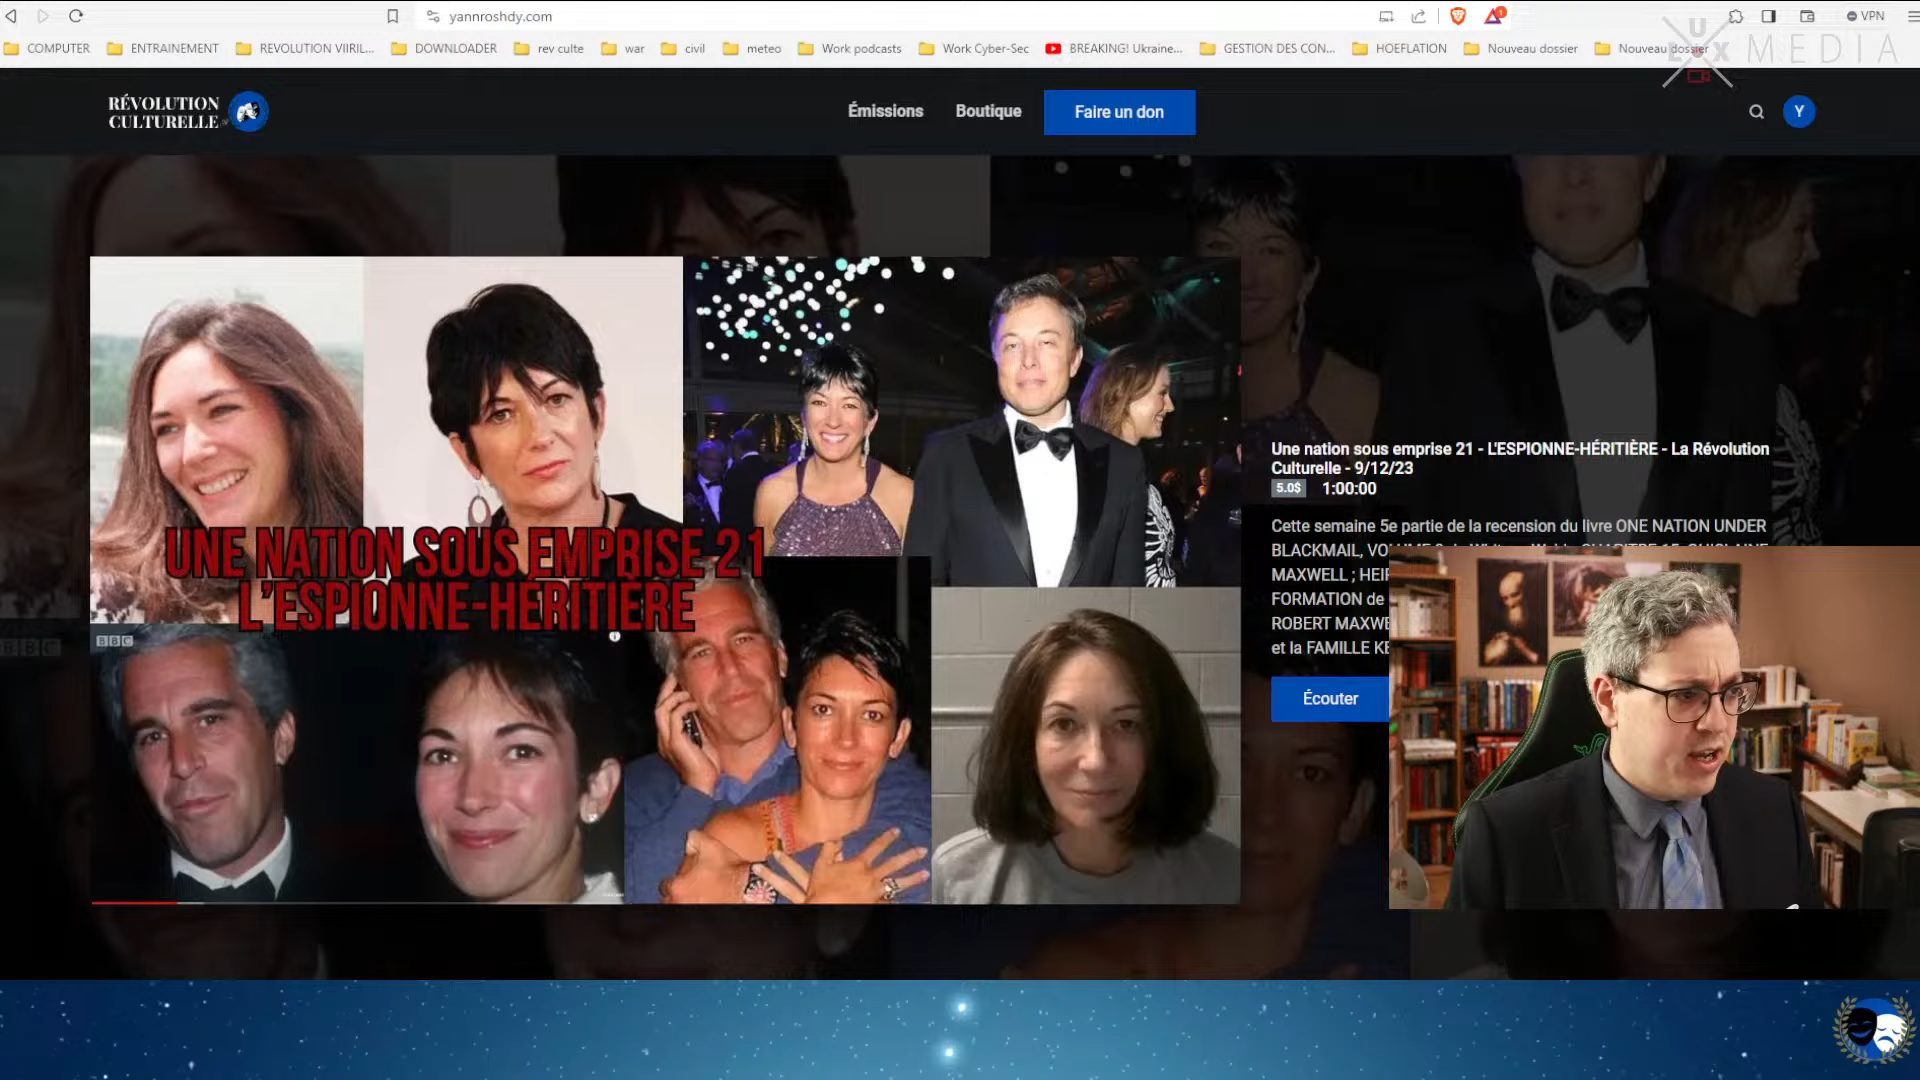 yannroshdy.com
1
VPN
COMPUTER
ENTRAINEMENT
REVOLUTION VIIRIL...
DOWNLOADER
rev culte
war
civil
meteo
Work podcasts
Work Cyber-Sec
BREAKING! Ukraine...
GESTION DES CON...
HOEFLATION
Nouveau dossier
Nouveau dossier
LUX MEDIA
RÉVOLUTION
CULTURELLE
Émissions
Boutique
Faire un don
Y
UNE NATION SOUS EMPRISE 21
L'ESPIONNE-HÉRITIÈRE
BBC
BBC
Une nation sous emprise 21 - L'ESPIONNE-HÉRITIÈRE - La Révolution
Culturelle - 9/12/23
5.0$ 1:00:00
Cette semaine 5e partie de la recension du livre ONE NATION UNDER
BLACKMAIL,
MAXWELL ;
FORMATION de
ROBERT
et la FAMILLE
Écouter